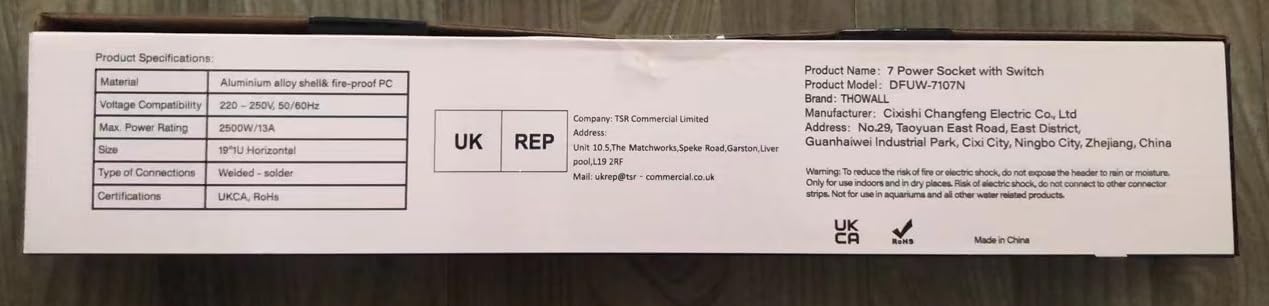 Product Specifications:
Material Aluminium alloy shell& fire-proof PC
Voltage Compatibility 220 - 250V, 50/60Hz
Max. Power Rating 2500W/13A
Size 19"1U Horizontal
Type of Connections Weided - solder
Certifications UKCA, RoHs
UK REP
Company: TSR Commercial Limited
Address:
Unit 10.5,The Matchworks,Speke Road,Garston,Liver
pool,L19 2RF
Mail: ukrep@tsr - commercial.co.uk
Product Name: 7 Power Socket with Switch
Product Model: DFUW-7107N
Brand: THOWALL
Manufacturer: Cixishi Changfeng Electric Co., Ltd
Address: No.29, Taoyuan East Road, East District,
Guanhaiwei Industrial Park, Cixi City, Ningbo City, Zhejiang, China
Warning: To reduce the risk of fire or electric shock, do not expose the header to rain or moisture.
Only for use indoors and in dry places. Risk of electric shock, do not connect to other connector
strips. Not for use in aquariums and all other water related products.
UK
CA
RoHS
Made in China